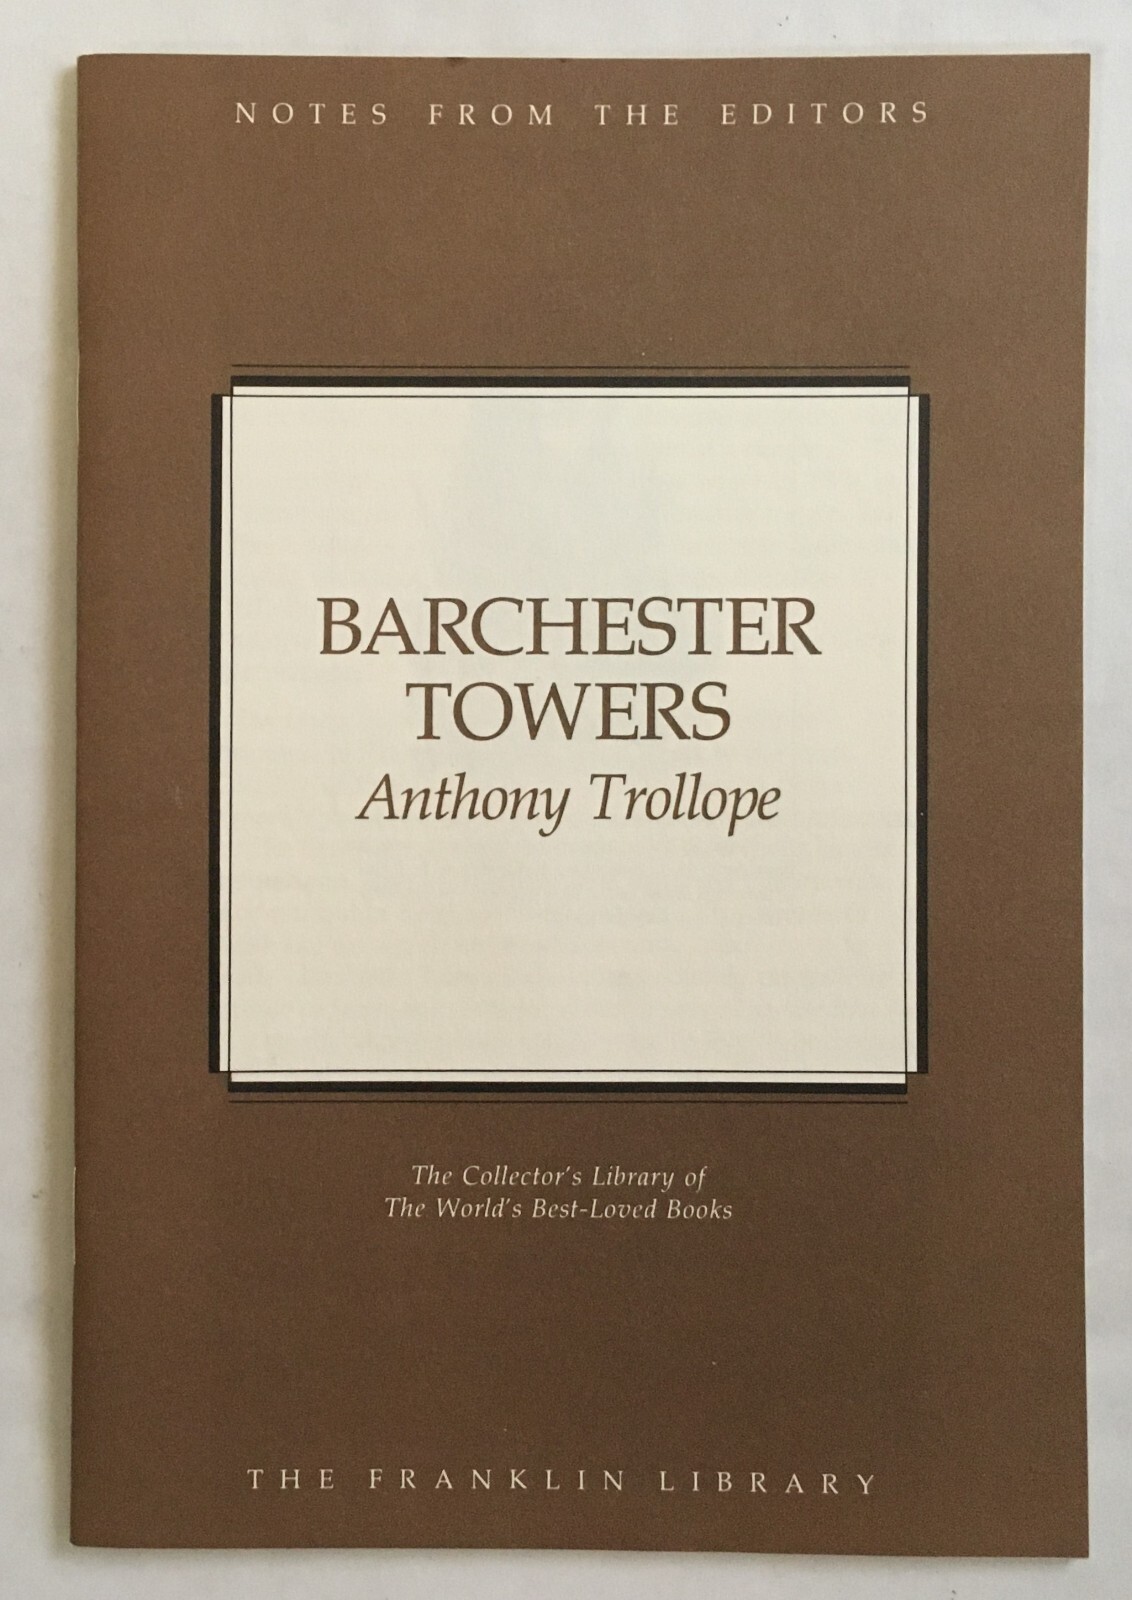 NOTES FROM THE EDITORS
BARCHESTER
TOWERS
Anthony Trollope
The Collector's Library of
The World's Best-Loved Books
THE FRANKLIN LIBRARY